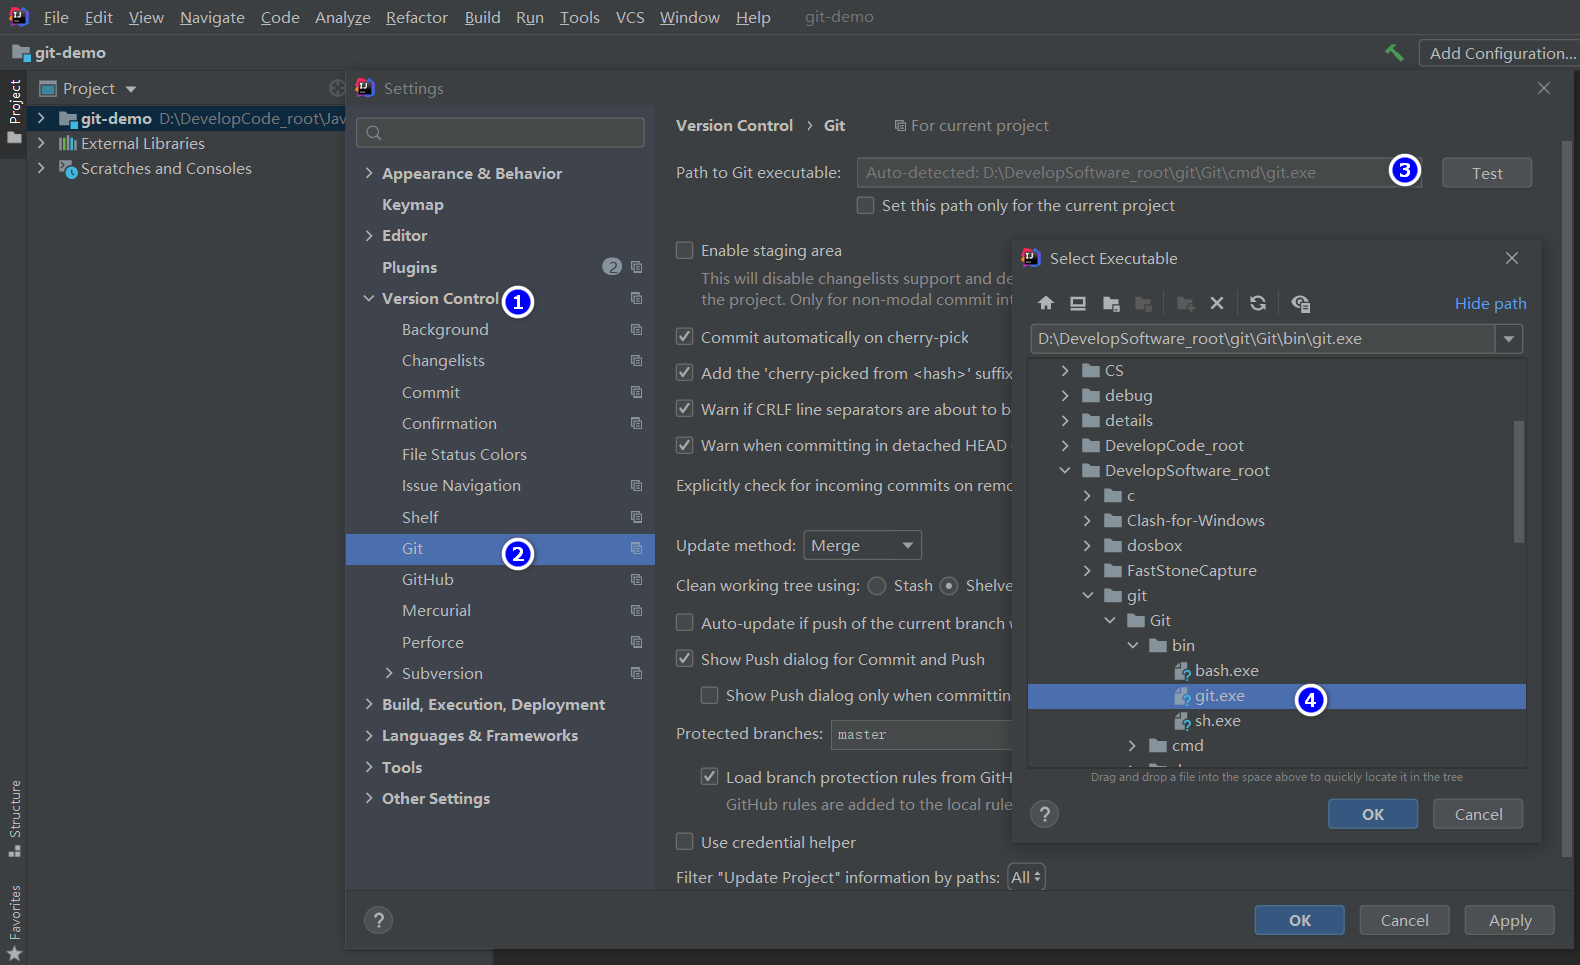 File Edit View Navigate Code Analyze Refactor Build Run Tools VCS Window Help git-demo
git-demo
Add Configuration...
Project
Project
git-demo D:\DevelopCode_root\Jav
External Libraries
Scratches and Consoles
Structure
Favorites
Settings
Appearance & Behavior
Keymap
Editor
Plugins 2
Version Control 1
Background
Changelists
Commit
Confirmation
File Status Colors
Issue Navigation
Shelf
Git 2
GitHub
Mercurial
Perforce
Subversion
Build, Execution, Deployment
Languages & Frameworks
Tools
Other Settings
Version Control › Git For current project
Path to Git executable: Auto-detected: D:\DevelopSoftware_root\git\Git\cmd\git.exe 3 Test
Set this path only for the current project
Enable staging area
This will disable changelists support and de
the project. Only for non-modal commit int
Commit automatically on cherry-pick
Add the 'cherry-picked from <hash>' suffix
Warn if CRLF line separators are about to b
Warn when committing in detached HEAD
Explicitly check for incoming commits on remo
Update method: Merge
Clean working tree using: Stash Shelve
Auto-update if push of the current branch w
Show Push dialog for Commit and Push
Show Push dialog only when committin
Protected branches: master
Load branch protection rules from GitH
GitHub rules are added to the local rule
Use credential helper
Filter "Update Project" information by paths: All
? OK Cancel Apply
Select Executable
Hide path
D:\DevelopSoftware_root\git\Git\bin\git.exe
CS
debug
details
DevelopCode_root
DevelopSoftware_root
c
Clash-for-Windows
dosbox
FastStoneCapture
git
Git
bin
bash.exe
git.exe 4
sh.exe
cmd
Drag and drop a file into the space above to quickly locate it in the tree
? OK Cancel